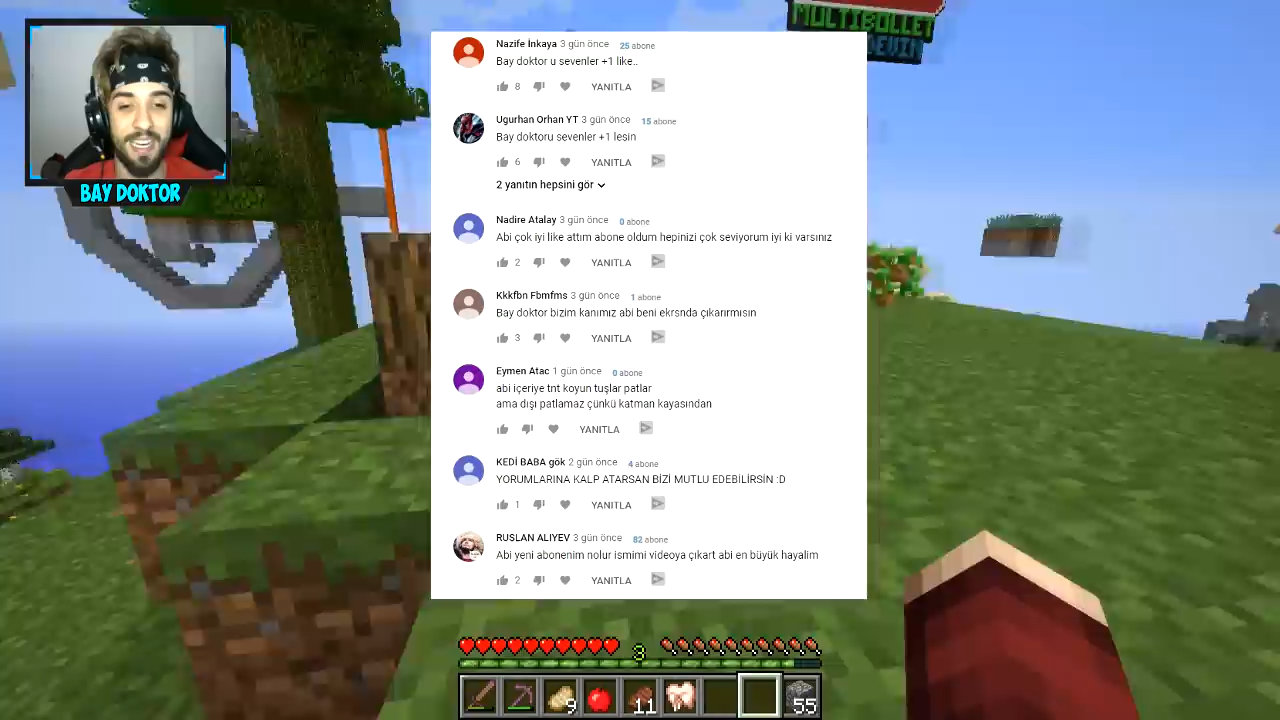 MULTIBOLLET
DEVIN
BAY DOKTOR
Nazife İnkaya 3 gün önce 25 abone
Bay doktor u sevenler +1 like..
8 YANITLA
Ugurhan Orhan YT 3 gün önce 15 abone
Bay doktoru sevenler +1 lesin
6 YANITLA
2 yanıtın hepsini gör
Nadire Atalay 3 gün önce 0 abone
Abi çok iyi like attım abone oldum hepinizi çok seviyorum iyi ki varsınız
2 YANITLA
Kkkfbn Fbmfms 3 gün önce 1 abone
Bay doktor bizim kanımız abi beni ekrsnda çıkarırmısın
3 YANITLA
Eymen Atac 1 gün önce 0 abone
abi içeriye tnt koyun tuşlar patlar
ama dışı patlamaz çünkü katman kayasından
YANITLA
KEDİ BABA gök 2 gün önce 4 abone
YORUMLARINA KALP ATARSAN BİZİ MUTLU EDEBİLİRSİN :D
1 YANITLA
RUSLAN ALIYEV 3 gün önce 82 abone
Abi yeni abonenim nolur ismimi videoya çıkart abi en büyük hayalim
2 YANITLA
3
9 11 55